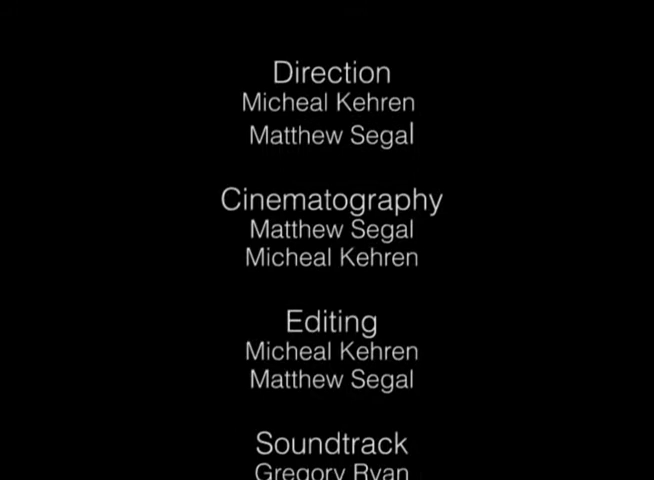 Direction
Micheal Kehren
Matthew Segal
Cinematography
Matthew Segal
Micheal Kehren
Editing
Micheal Kehren
Matthew Segal
Soundtrack
Gregory Ryan